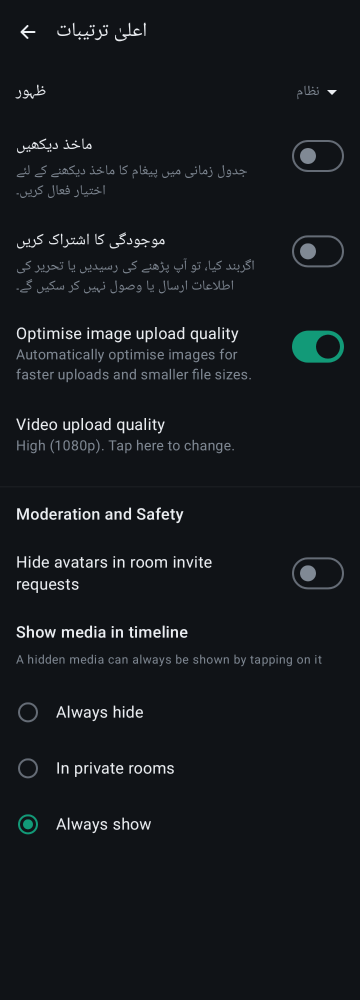 اعلیٰ ترتیبات
ظہور
نظام
ماخذ دیکھیں
جدول زمانی میں پیغام کا ماخذ دیکھنے کے لئے
اختیار فعال کریں۔
موجودگی کا اشتراک کریں
اگربند کیا، تو آپ پڑھنے کی رسیدیں یا تحریر کی
اطلاعات ارسال یا وصول نہیں کر سکیں گے۔
Optimise image upload quality
Automatically optimise images for
faster uploads and smaller file sizes.
Video upload quality
High (1080p). Tap here to change.
Moderation and Safety
Hide avatars in room invite
requests
Show media in timeline
A hidden media can always be shown by tapping on it
Always hide
In private rooms
Always show